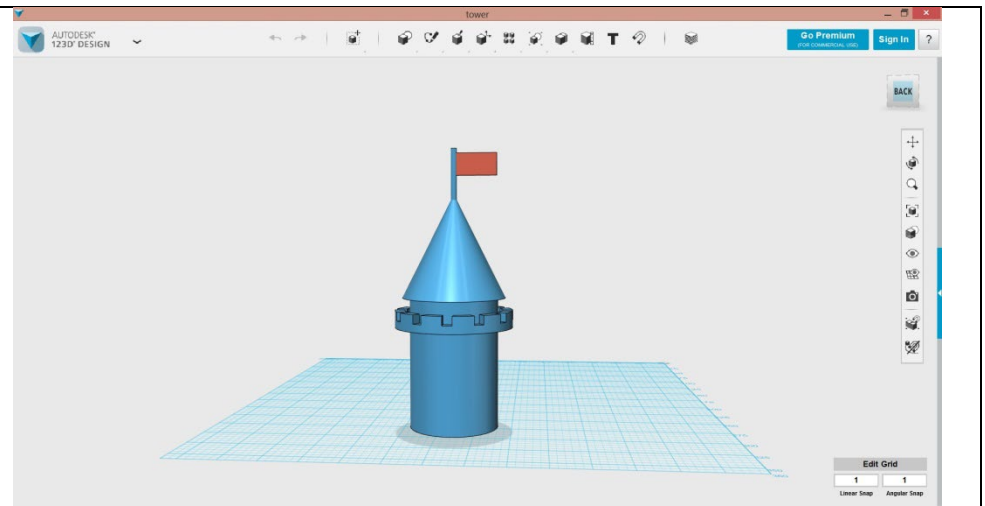 tower
AUTODESK®
123D® DESIGN
Go Premium
(FOR COMMERCIAL USE)
Sign In
?
BACK
Edit Grid
1 1
Linear Snap Angular Snap